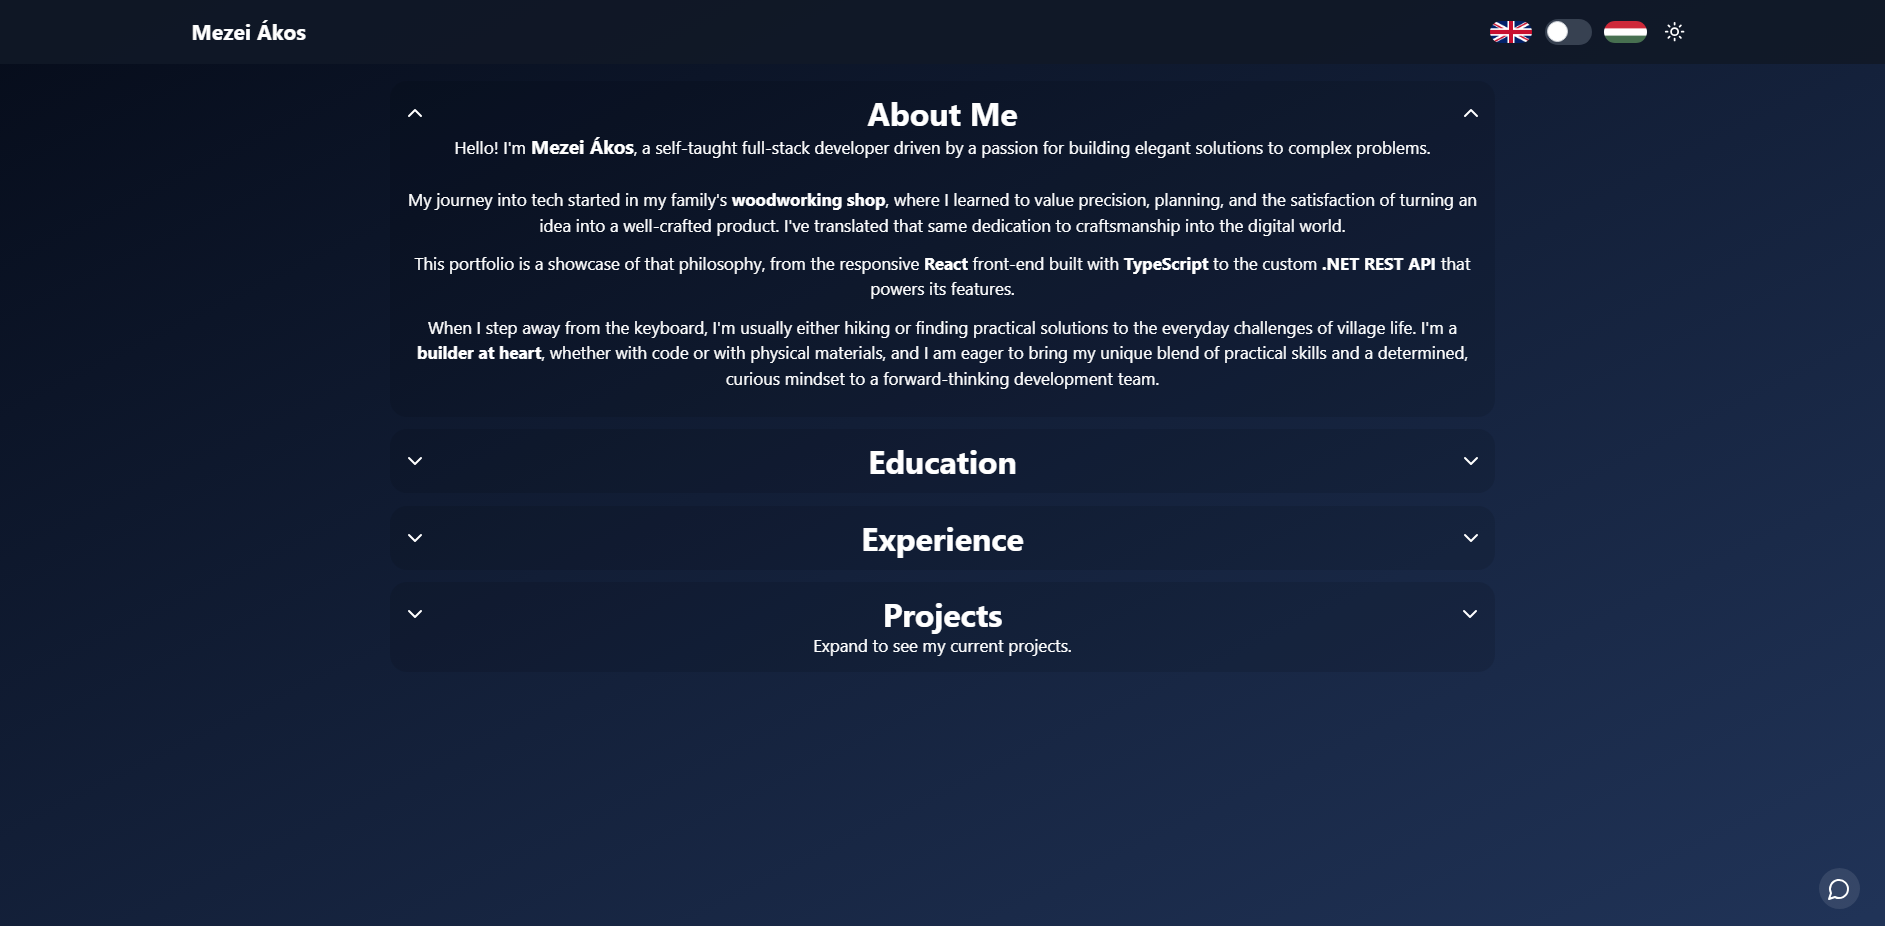 Mezei Ákos
About Me
Hello! I'm Mezei Ákos, a self-taught full-stack developer driven by a passion for building elegant solutions to complex problems.
My journey into tech started in my family's woodworking shop, where I learned to value precision, planning, and the satisfaction of turning an
idea into a well-crafted product. I've translated that same dedication to craftsmanship into the digital world.
This portfolio is a showcase of that philosophy, from the responsive React front-end built with TypeScript to the custom .NET REST API that
powers its features.
When I step away from the keyboard, I'm usually either hiking or finding practical solutions to the everyday challenges of village life. I'm a
builder at heart, whether with code or with physical materials, and I am eager to bring my unique blend of practical skills and a determined,
curious mindset to a forward-thinking development team.
Education
Experience
Projects
Expand to see my current projects.